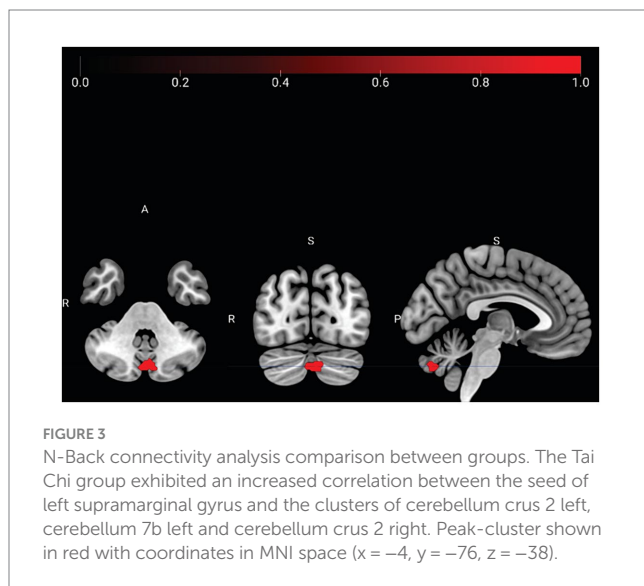 0.0 0.2 0.4 0.6 0.8 1.0
A
S
S
R
R
P
FIGURE 3
N-Back connectivity analysis comparison between groups. The Tai
Chi group exhibited an increased correlation between the seed of
left supramarginal gyrus and the clusters of cerebellum crus 2 left,
cerebellum 7b left and cerebellum crus 2 right. Peak-cluster shown
in red with coordinates in MNI space (x = −4, y = −76, z = −38).